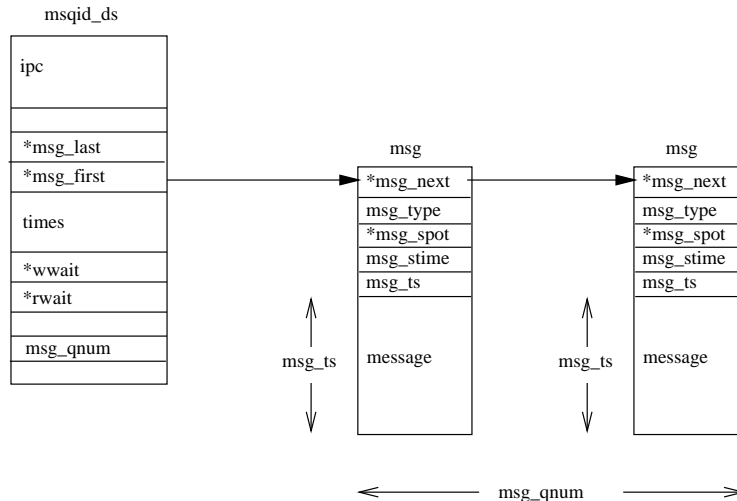 msqid_ds
ipc
*msg_last
*msg_first
times
*wwait
*rwait
msg_qnum
msg
*msg_next
msg_type
*msg_spot
msg_stime
msg_ts
message
msg_ts
msg
*msg_next
msg_type
*msg_spot
msg_stime
msg_ts
message
msg_ts
msg_qnum